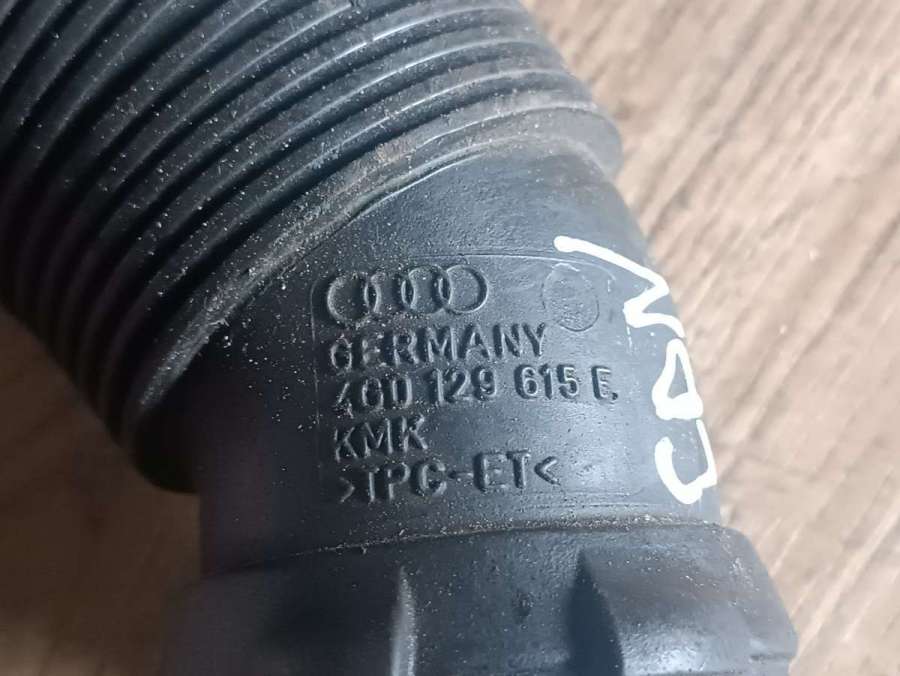 GERMANY
4G0 129 615 E
KMK
>TPC-ET<